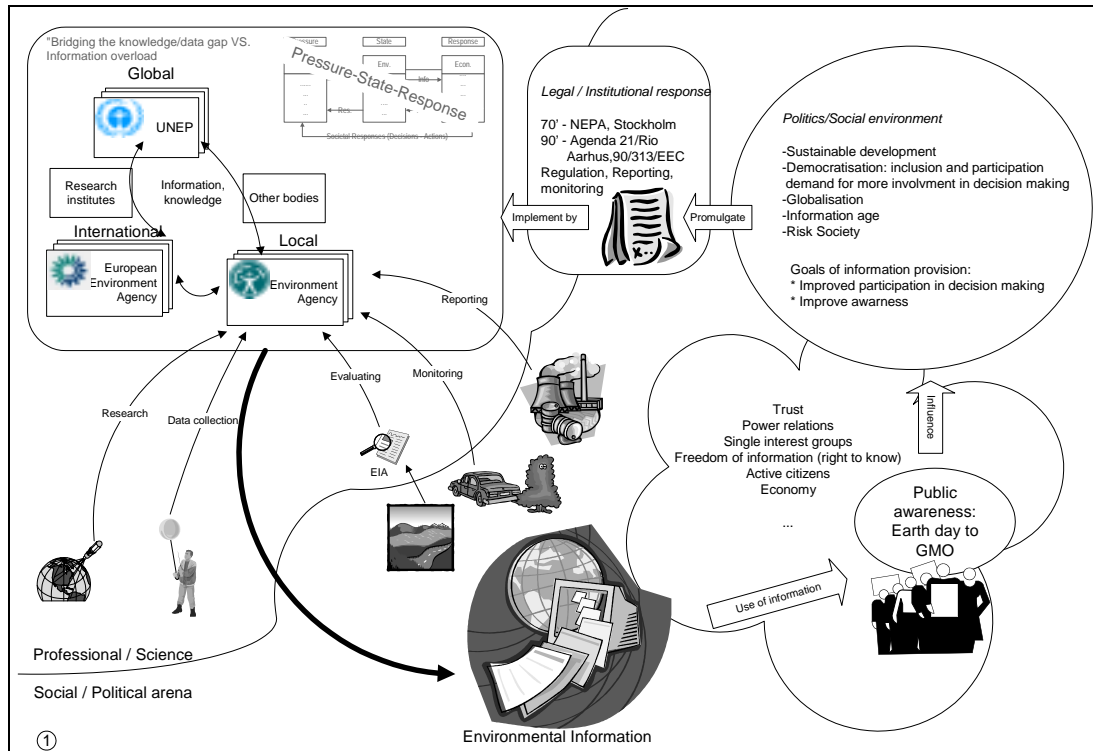 "Bridging the knowledge/data gap VS.
Information overload
Global
UNEP
Research
institutes
Information,
knowledge
Other bodies
International
European
Environment
Agency
Local
Environment
Agency
State
Response
Env.
Econ.
Info
Res.
Pressure-State-Response
Societal Responses (Decisions - Actions)
Legal / Institutional response
70' - NEPA, Stockholm
90' - Agenda 21/Rio
Aarhus,90/313/EEC
Regulation, Reporting,
monitoring
Implement by
Promulgate
Politics/Social environment
-Sustainable development
-Democratisation: inclusion and participation
demand for more involvment in decision making
-Globalisation
-Information age
-Risk Society
Goals of information provision:
* Improved participation in decision making
* Improve awarness
Reporting
Monitoring
Evaluating
Research
Data collection
EIA
Trust
Power relations
Single interest groups
Freedom of information (right to know)
Active citizens
Economy
...
Influence
Public
awareness:
Earth day to
GMO
Use of information
Professional / Science
Social / Political arena
Environmental Information
1